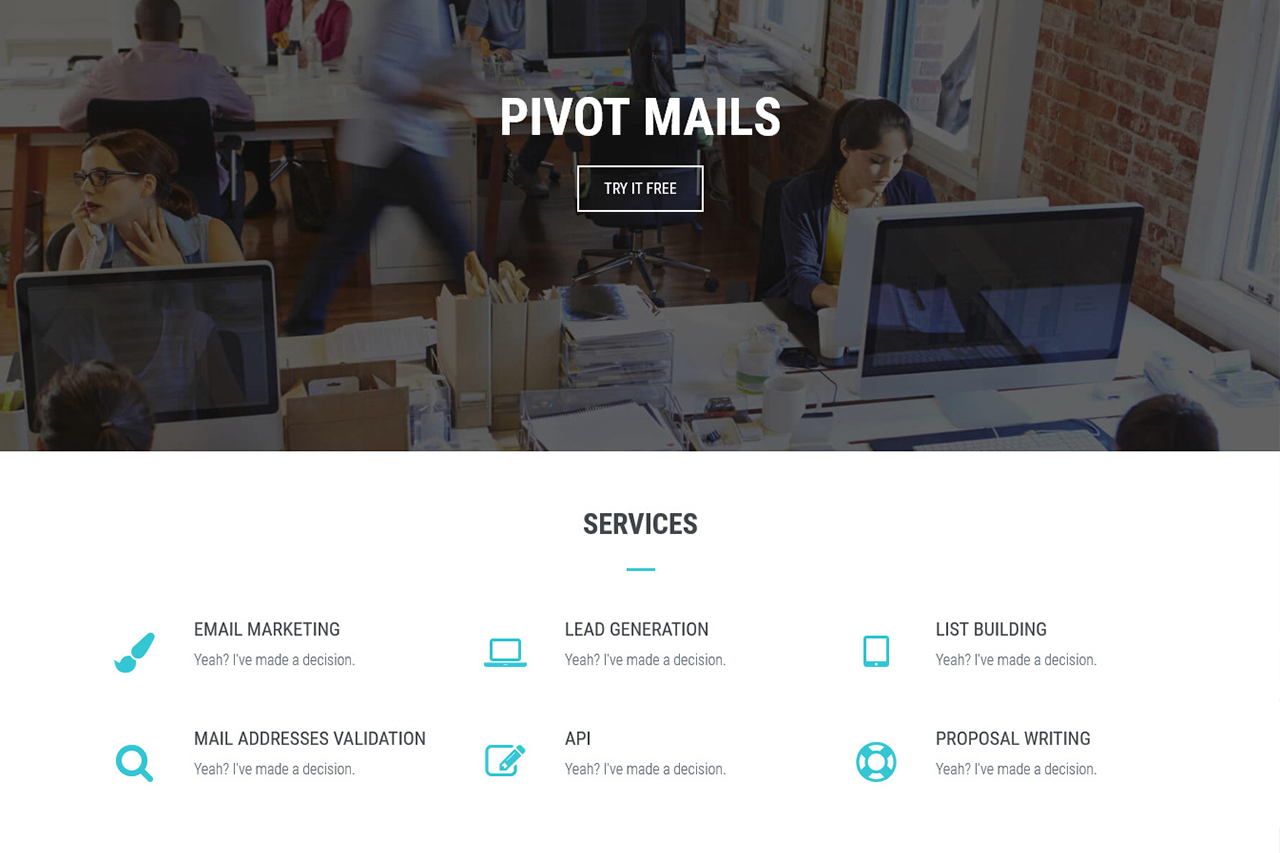 PIVOT MAILS
TRY IT FREE
SERVICES
EMAIL MARKETING
Yeah? I've made a decision.
LEAD GENERATION
Yeah? I've made a decision.
LIST BUILDING
Yeah? I've made a decision.
MAIL ADDRESSES VALIDATION
Yeah? I've made a decision.
API
Yeah? I've made a decision.
PROPOSAL WRITING
Yeah? I've made a decision.